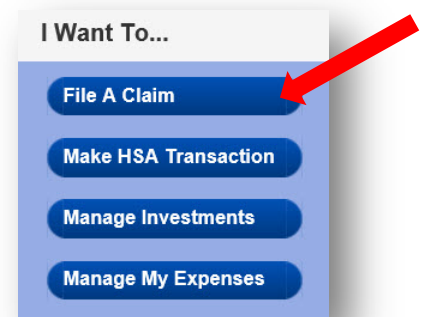 I Want To...
File A Claim
Make HSA Transaction
Manage Investments
Manage My Expenses